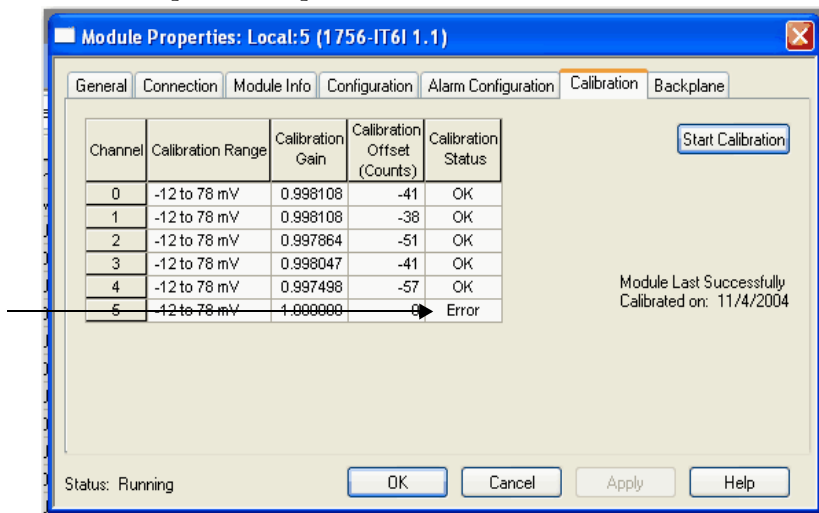 Module Properties: Local:5 (1756-IT6I 1.1)
General Connection Module Info Configuration Alarm Configuration Calibration Backplane
Channel Calibration Range Calibration Gain Calibration Offset (Counts) Calibration Status
Start Calibration
0 -12 to 78 mV 0.998108 -41 OK
1 -12 to 78 mV 0.998108 -38 OK
2 -12 to 78 mV 0.997864 -51 OK
3 -12 to 78 mV 0.998047 -41 OK
4 -12 to 78 mV 0.997498 -57 OK
5 -12 to 78 mV 1.000000 0 Error
Module Last Successfully
Calibrated on: 11/4/2004
Status: Running
OK Cancel Apply Help